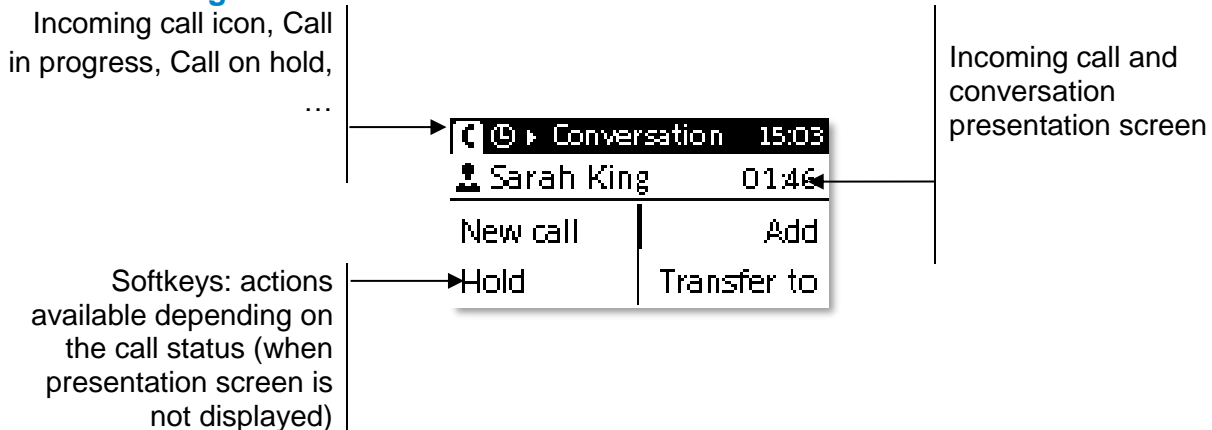 Incoming call icon, Call
in progress, Call on hold,
…
Incoming call and
conversation
presentation screen
Conversation 15:03
Sarah King 01:46
New call Add
Hold Transfer to
Softkeys: actions
available depending on
the call status (when
presentation screen is
not displayed)